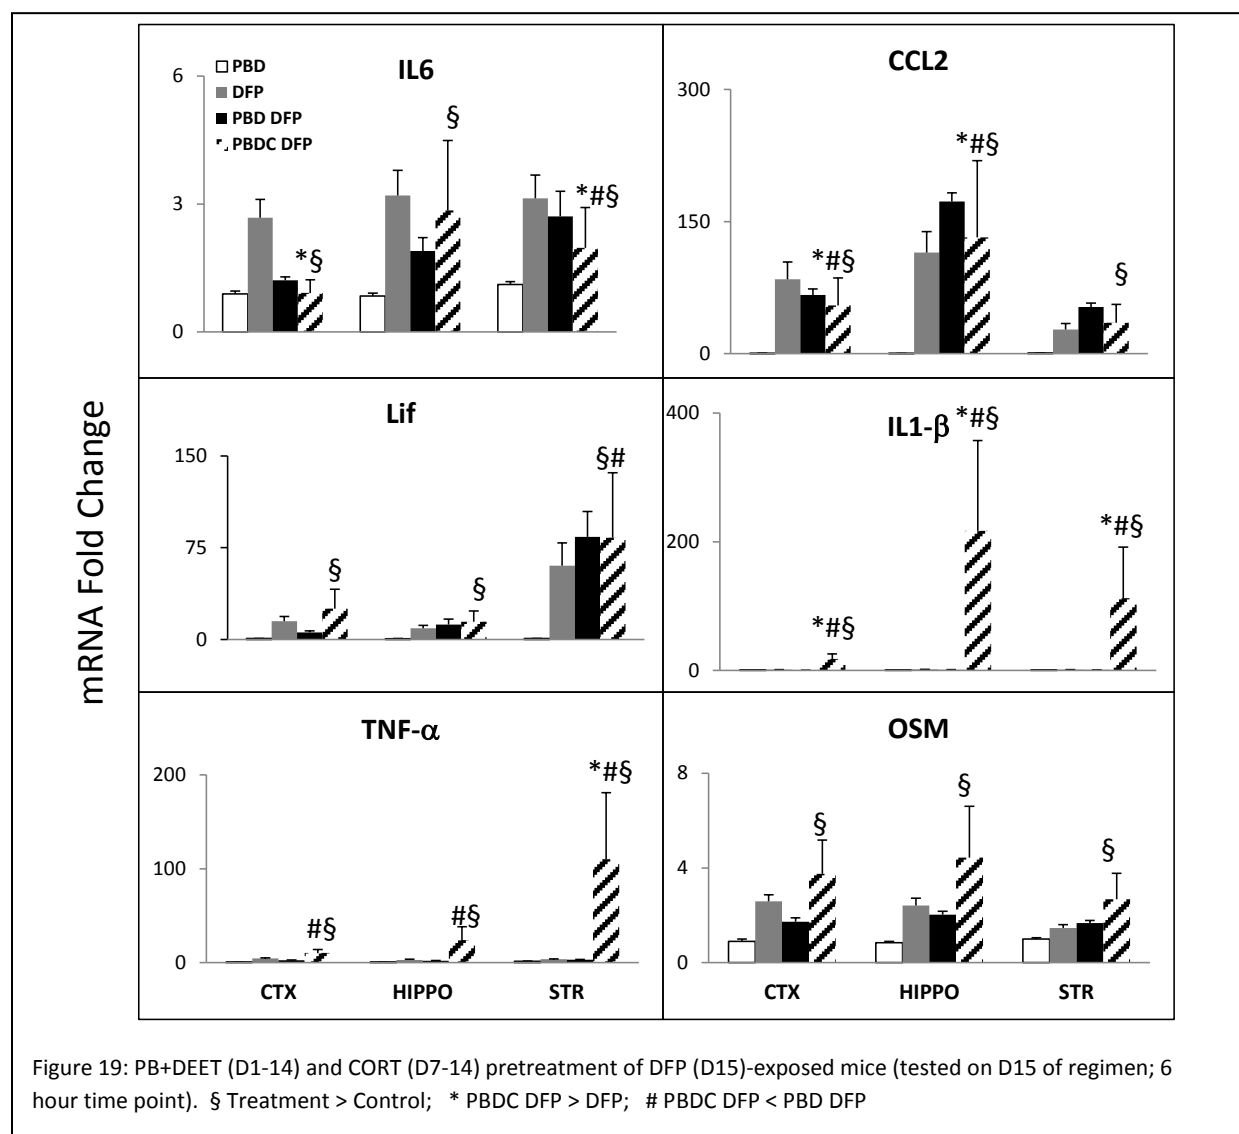 mRNA Fold Change
IL6
PBD
DFP
PBD DFP
PBDC DFP
6
3
0
*§
§
*#§
CCL2
300
150
0
*#§
*#§
§
Lif
150
75
0
§
§
§#
IL1-β
400
200
0
*#§
*#§
*#§
TNF-α
200
100
0
#§
#§
*#§
CTX HIPPO STR
OSM
8
4
0
§
§
§
CTX HIPPO STR
Figure 19: PB+DEET (D1-14) and CORT (D7-14) pretreatment of DFP (D15)-exposed mice (tested on D15 of regimen; 6
hour time point). § Treatment > Control; * PBDC DFP > DFP; # PBDC DFP < PBD DFP